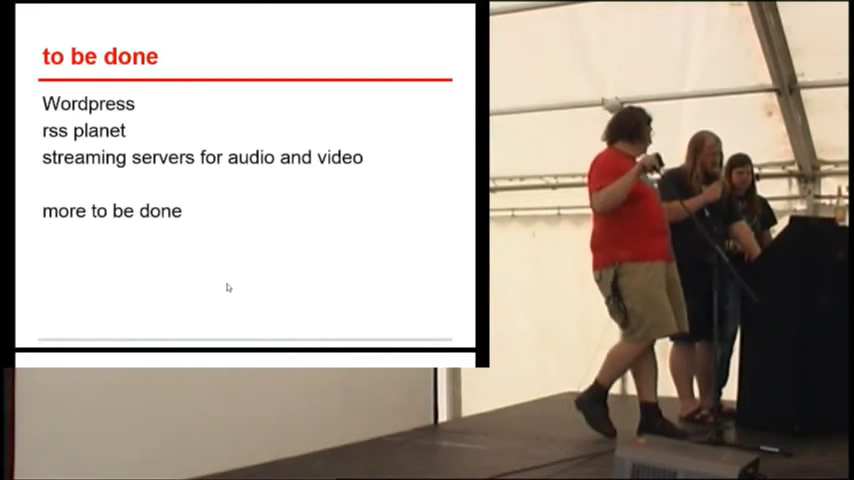 to be done
Wordpress
rss planet
streaming servers for audio and video
more to be done